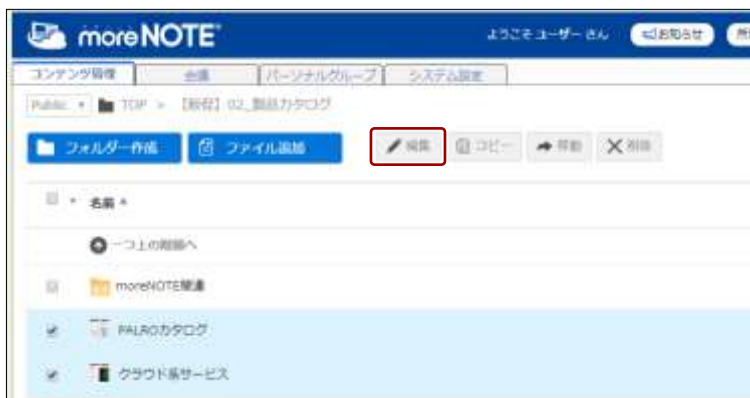 moreNOTE
ようこそ ユーザー さん
お知らせ
コンテンツ管理
会議
パーソナルグループ
システム設定
Public
TOP > 【販促】02_製品カタログ
フォルダー作成
ファイル追加
編集
コピー
移動
削除
名前
一つ上の階層へ
moreNOTE関連
PALROカタログ
クラウド系サービス